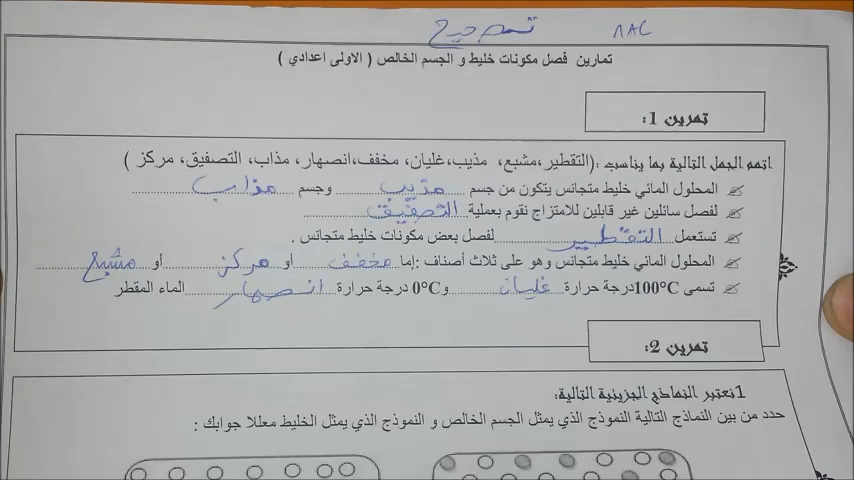 تصحيح 1AC
تمارين فصل مكونات خليط و الجسم الخالص ( الاولى اعدادي )
تمرين 1:
اتمم الجمل التالية بما يناسب :(التقطير،مشبع، مذيب،غليان، مخفف،انصهار، مذاب، التصفيق، مركز )
المحلول المائي خليط متجانس يتكون من جسم مذيب وجسم مذاب
لفصل سائلين غير قابلين للامتزاج نقوم بعملية التصفيق
تستعمل التقطير لفصل بعض مكونات خليط متجانس .
المحلول المائي خليط متجانس وهو على ثلاث أصناف :إما مخفف أو مركز أو مشبع
تسمى 100°C درجة حرارة غليان و0°C درجة حرارة انصهار الماء المقطر
تمرين 2:
1نعتبر النماذج الجزيئية التالية:
حدد من بين النماذج التالية النموذج الذي يمثل الجسم الخالص و النموذج الذي يمثل الخليط معللا جوابك :